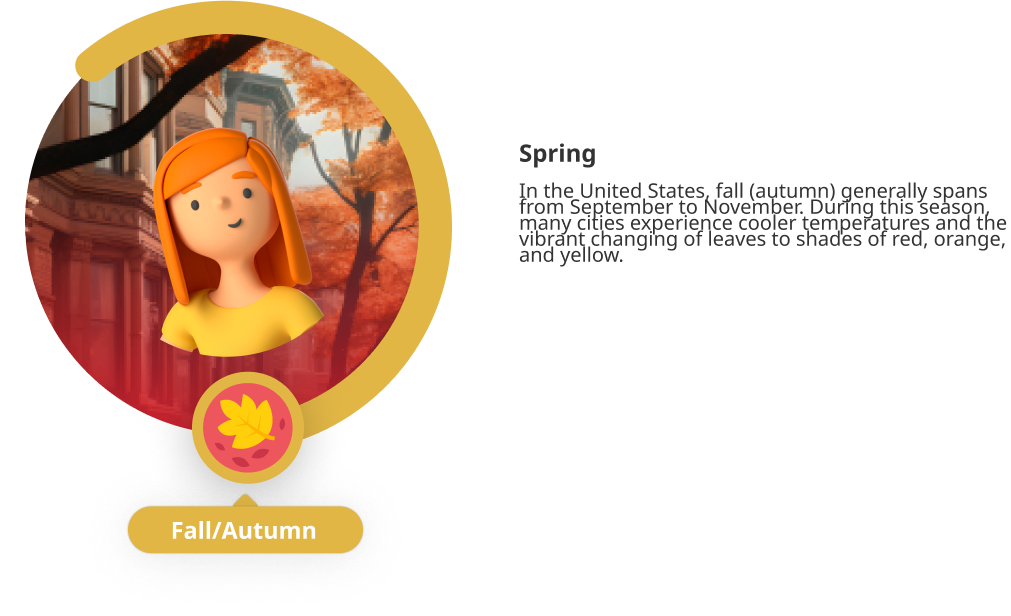 Spring
In the United States, fall (autumn) generally spans
from September to November. During this season,
many cities experience cooler temperatures and the
vibrant changing of leaves to shades of red, orange,
and yellow.
Fall/Autumn